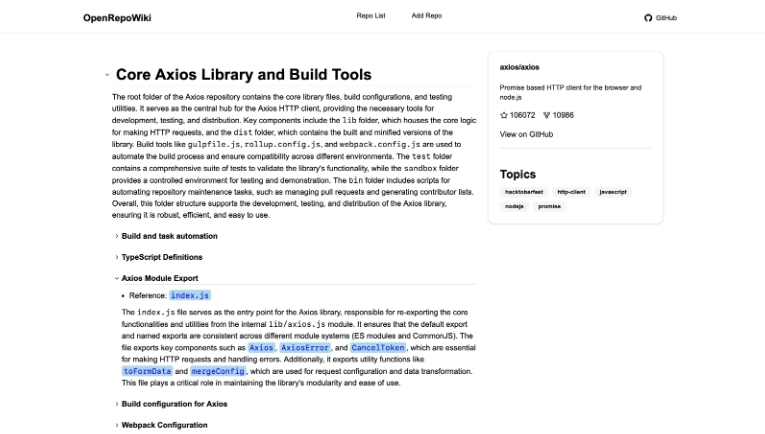 OpenRepoWiki
Repo List
Add Repo
GitHub
Core Axios Library and Build Tools
The root folder of the Axios repository contains the core library files, build configurations, and testing
utilities. It serves as the central hub for the Axios HTTP client, providing the necessary tools for
development, testing, and distribution. Key components include the lib folder, which houses the core logic
for making HTTP requests, and the dist folder, which contains the built and minified versions of the
library. Build tools like gulpfile.js, rollup.config.js, and webpack.config.js are used to
automate the build process and ensure compatibility across different environments. The test folder
contains a comprehensive suite of tests to validate the library's functionality, while the sandbox folder
provides a controlled environment for testing and demonstration. The bin folder includes scripts for
automating repository maintenance tasks, such as managing pull requests and generating contributor lists.
Overall, this folder structure supports the development, testing, and distribution of the Axios library,
ensuring it is robust, efficient, and easy to use.
Build and task automation
TypeScript Definitions
Axios Module Export
• Reference: index.js
The index.js file serves as the entry point for the Axios library, responsible for re-exporting the core
functionalities and utilities from the internal lib/axios.js module. It ensures that the default export
and named exports are consistent across different module systems (ES modules and CommonJS). The
file exports key components such as Axios, AxiosError, and CancelToken, which are essential
for making HTTP requests and handling errors. Additionally, it exports utility functions like
toFormData and mergeConfig, which are used for request configuration and data transformation.
This file plays a critical role in maintaining the library's modularity and ease of use.
Build configuration for Axios
Webpack Configuration
axios/axios
Promise based HTTP client for the browser and
node.js
106072 10986
View on GitHub
Topics
hacktoberfest http-client javascript
nodejs promise